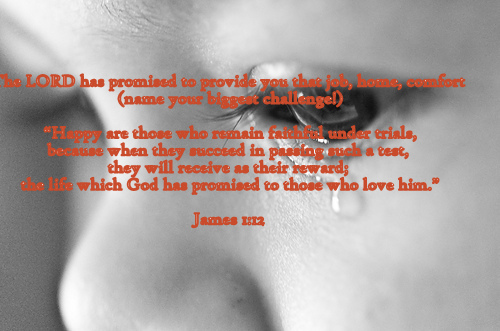 The LORD has promised to provide you that job, home, comfort
(name your biggest challenge!)
“Happy are those who remain faithful under trials,
because when they succeed in passing such a test,
they will receive as their reward;
the life which God has promised to those who love him.”
James 1:12